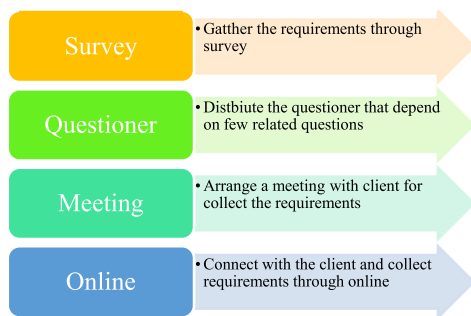 Survey
• Gatther the requirements through
survey
Questioner
• Distbiute the questioner that depend
on few related questions
Meeting
• Arrange a meeting with client for
collect the requirements
Online
• Connect with the client and collect
requirements through online